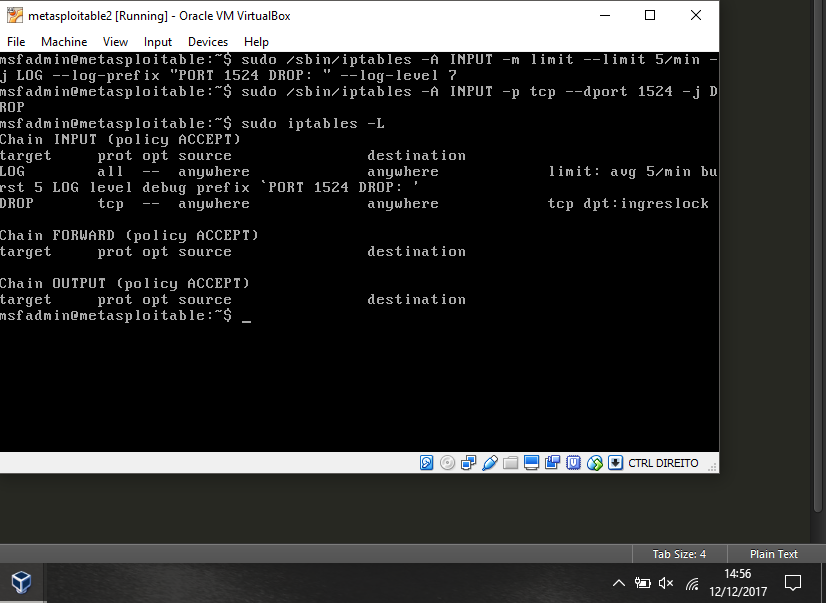 metasploitable2 [Running] - Oracle VM VirtualBox
File Machine View Input Devices Help
msfadmin@metasploitable:~$ sudo /sbin/iptables -A INPUT -m limit --limit 5/min -
j LOG --log-prefix "PORT 1524 DROP: " --log-level 7
msfadmin@metasploitable:~$ sudo /sbin/iptables -A INPUT -p tcp --dport 1524 -j D
ROP
msfadmin@metasploitable:~$ sudo iptables -L
Chain INPUT (policy ACCEPT)
target     prot opt source               destination
LOG        all  --  anywhere             anywhere            limit: avg 5/min bu
rst 5 LOG level debug prefix `PORT 1524 DROP: '
DROP       tcp  --  anywhere             anywhere            tcp dpt:ingreslock
Chain FORWARD (policy ACCEPT)
target     prot opt source               destination
Chain OUTPUT (policy ACCEPT)
target     prot opt source               destination
msfadmin@metasploitable:~$ _
CTRL DIREITO
Tab Size: 4 Plain Text
14:56
12/12/2017